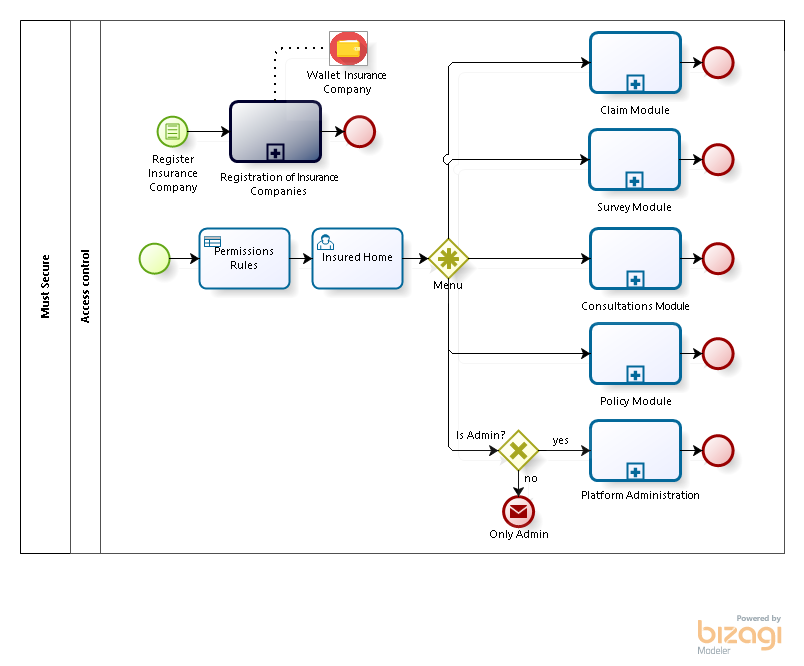 Must Secure
Access control
Wallet Insurance
Company
Register
Insurance
Company
Registration of Insurance
Companies
Permissions
Rules
Insured Home
Menu
Claim Module
Survey Module
Consultations Module
Policy Module
Is Admin?
yes
no
Platform Administration
Only Admin
Powered by
bizagi
Modeler